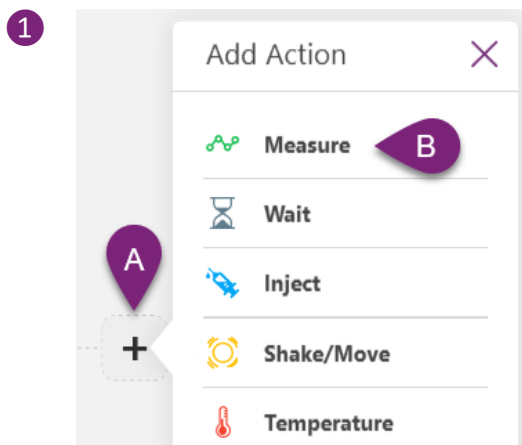 1
Add Action
Measure
B
Wait
A
Inject
+
Shake/Move
Temperature